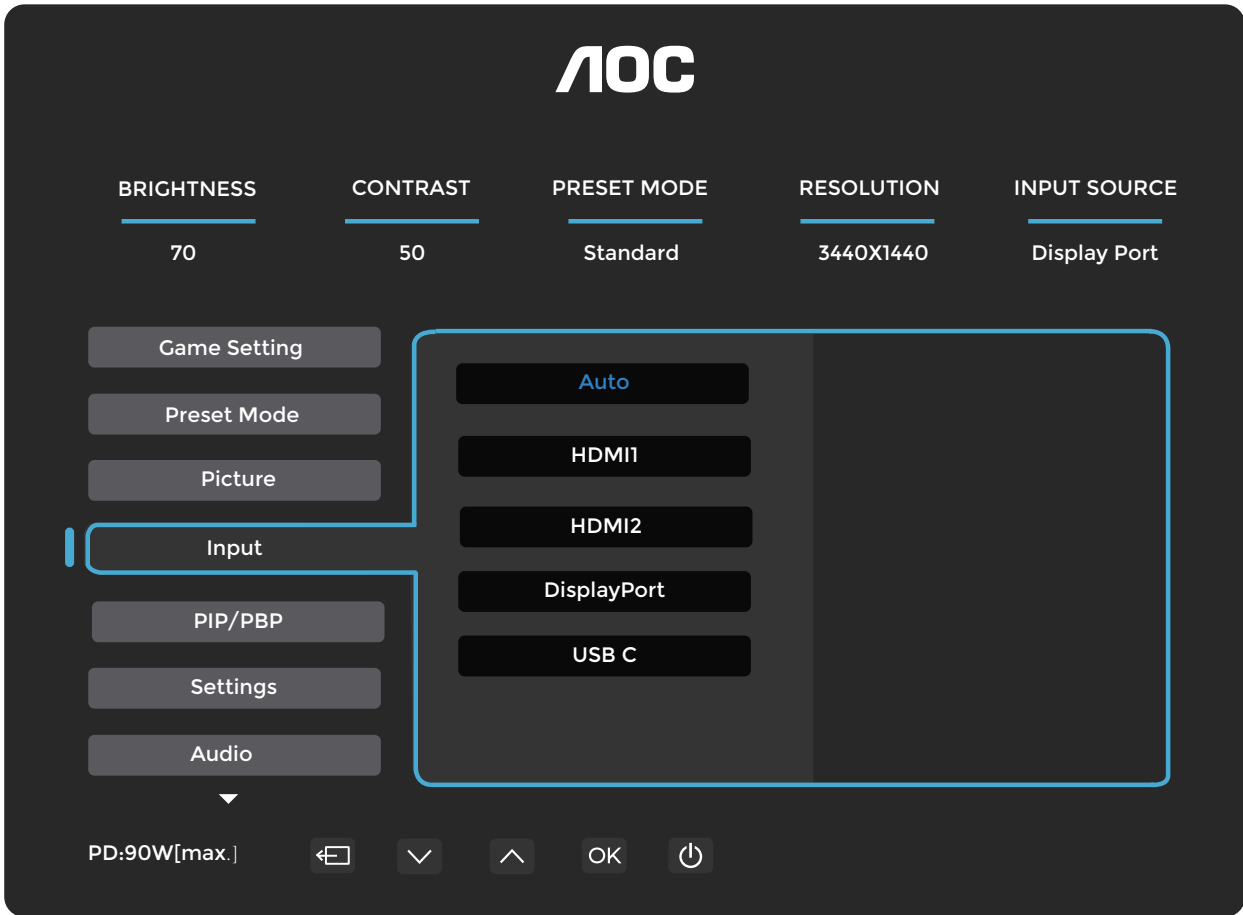 AOC
BRIGHTNESS CONTRAST PRESET MODE RESOLUTION INPUT SOURCE
70 50 Standard 3440X1440 Display Port
Game Setting
Preset Mode
Picture
Input
PIP/PBP
Settings
Audio
Auto
HDMI1
HDMI2
DisplayPort
USB C
PD:90W[max.] OK